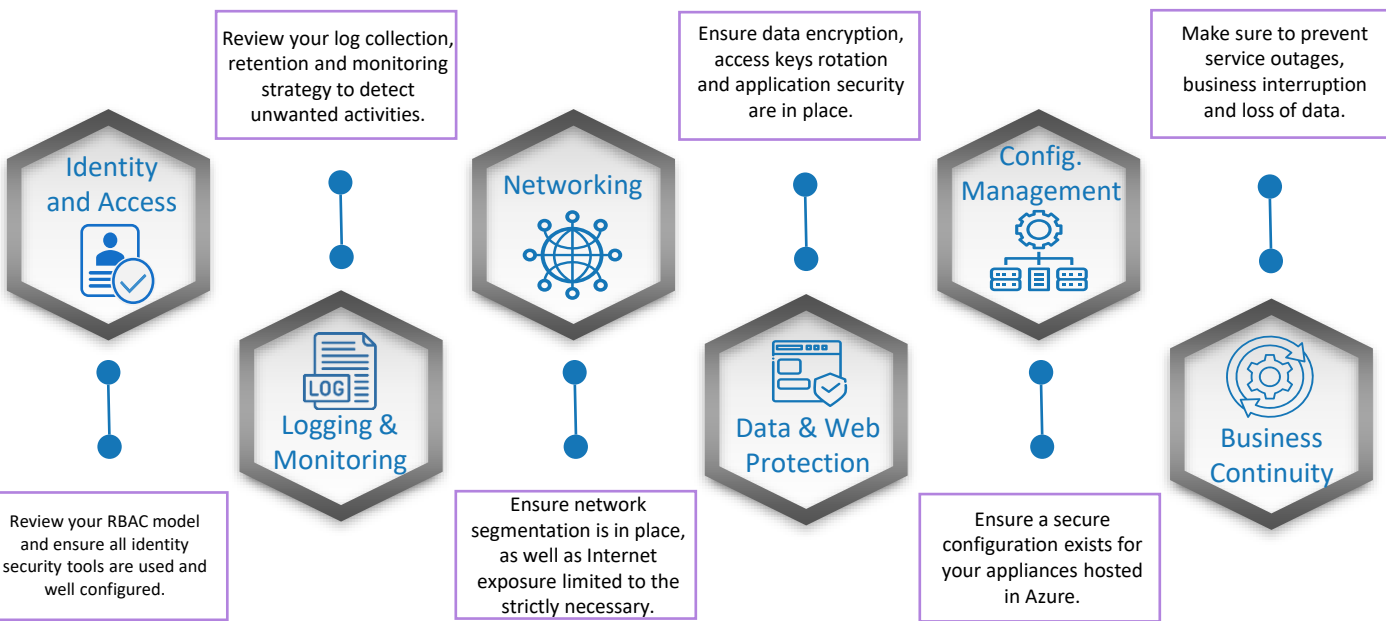 Review your log collection,
retention and monitoring
strategy to detect
unwanted activities.
Ensure data encryption,
access keys rotation
and application security
are in place.
Make sure to prevent
service outages,
business interruption
and loss of data.
Identity
and Access
Networking
Config.
Management
LOG
Logging &
Monitoring
Data & Web
Protection
Business
Continuity
Review your RBAC model
and ensure all identity
security tools are used and
well configured.
Ensure network
segmentation is in place,
as well as Internet
exposure limited to the
strictly necessary.
Ensure a secure
configuration exists for
your appliances hosted
in Azure.